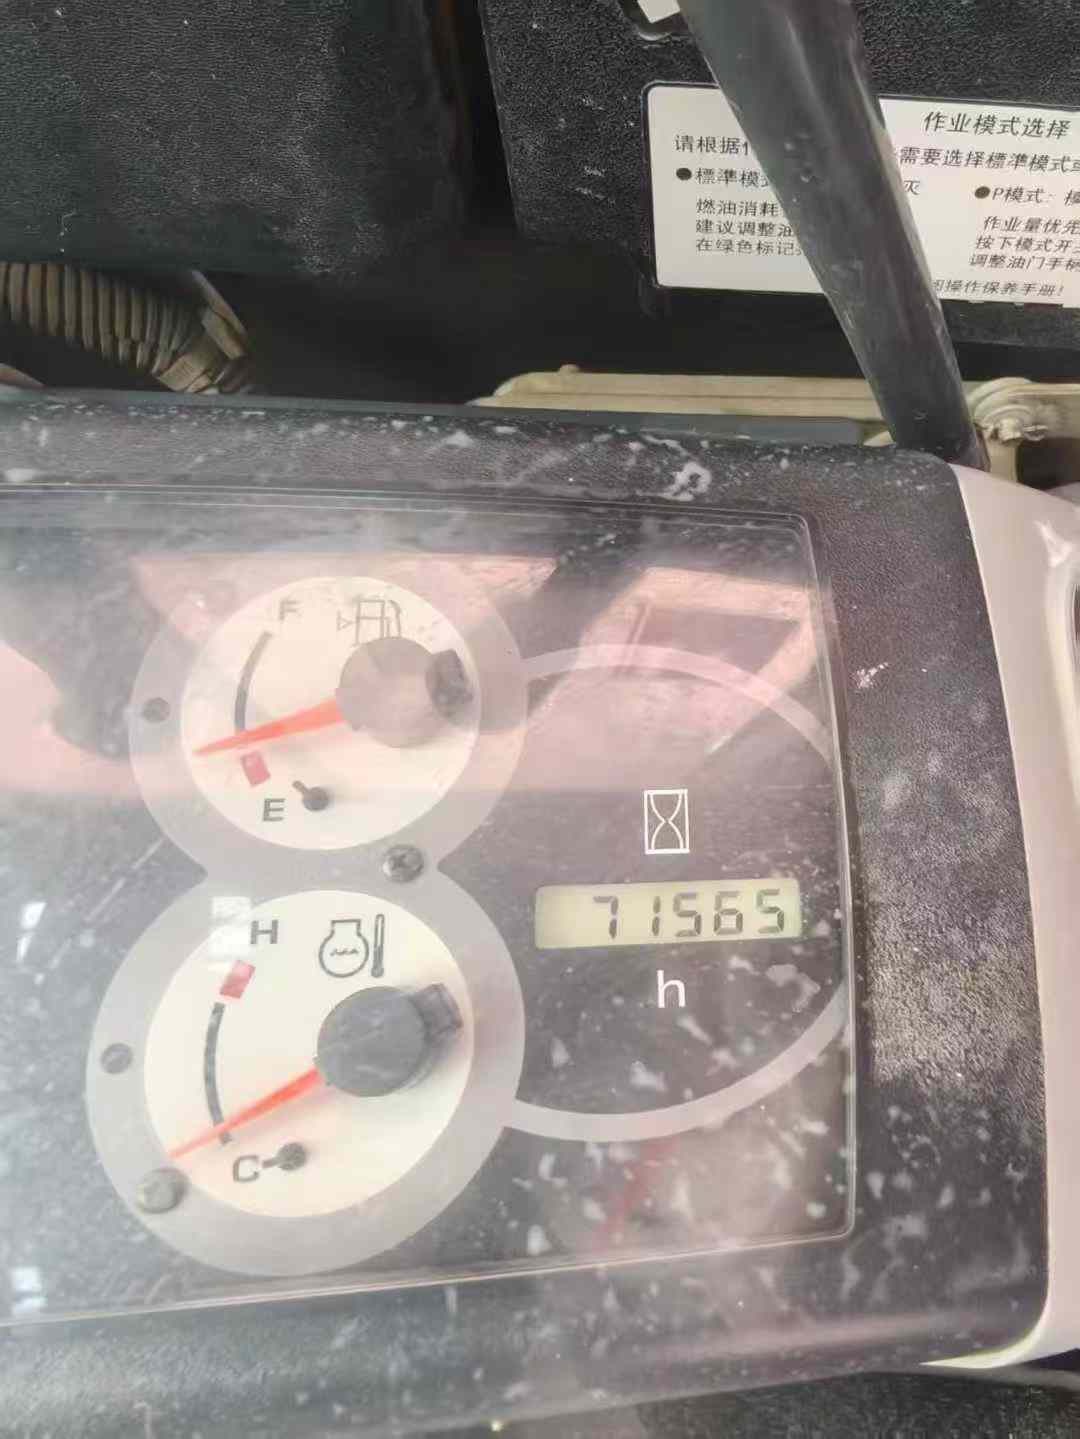 作业模式选择
请根据
需要选择標準模式
●標準模
灭
●P模式:
燃油消耗
作业量优先
建议调整油
按下模式开
在绿色标记
调整油门手柄
操作保养手册!
F
E
H
C
71565
h